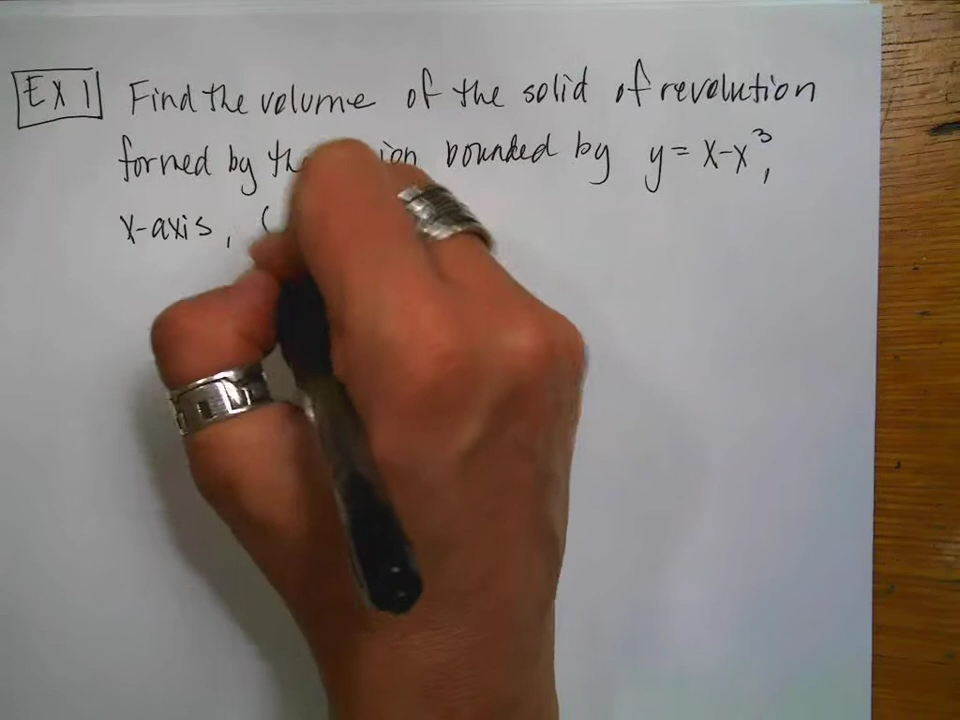 EX 1 Find the volume of the solid of revolution
formed by the bounded by y = x-x³,
x-axis, (